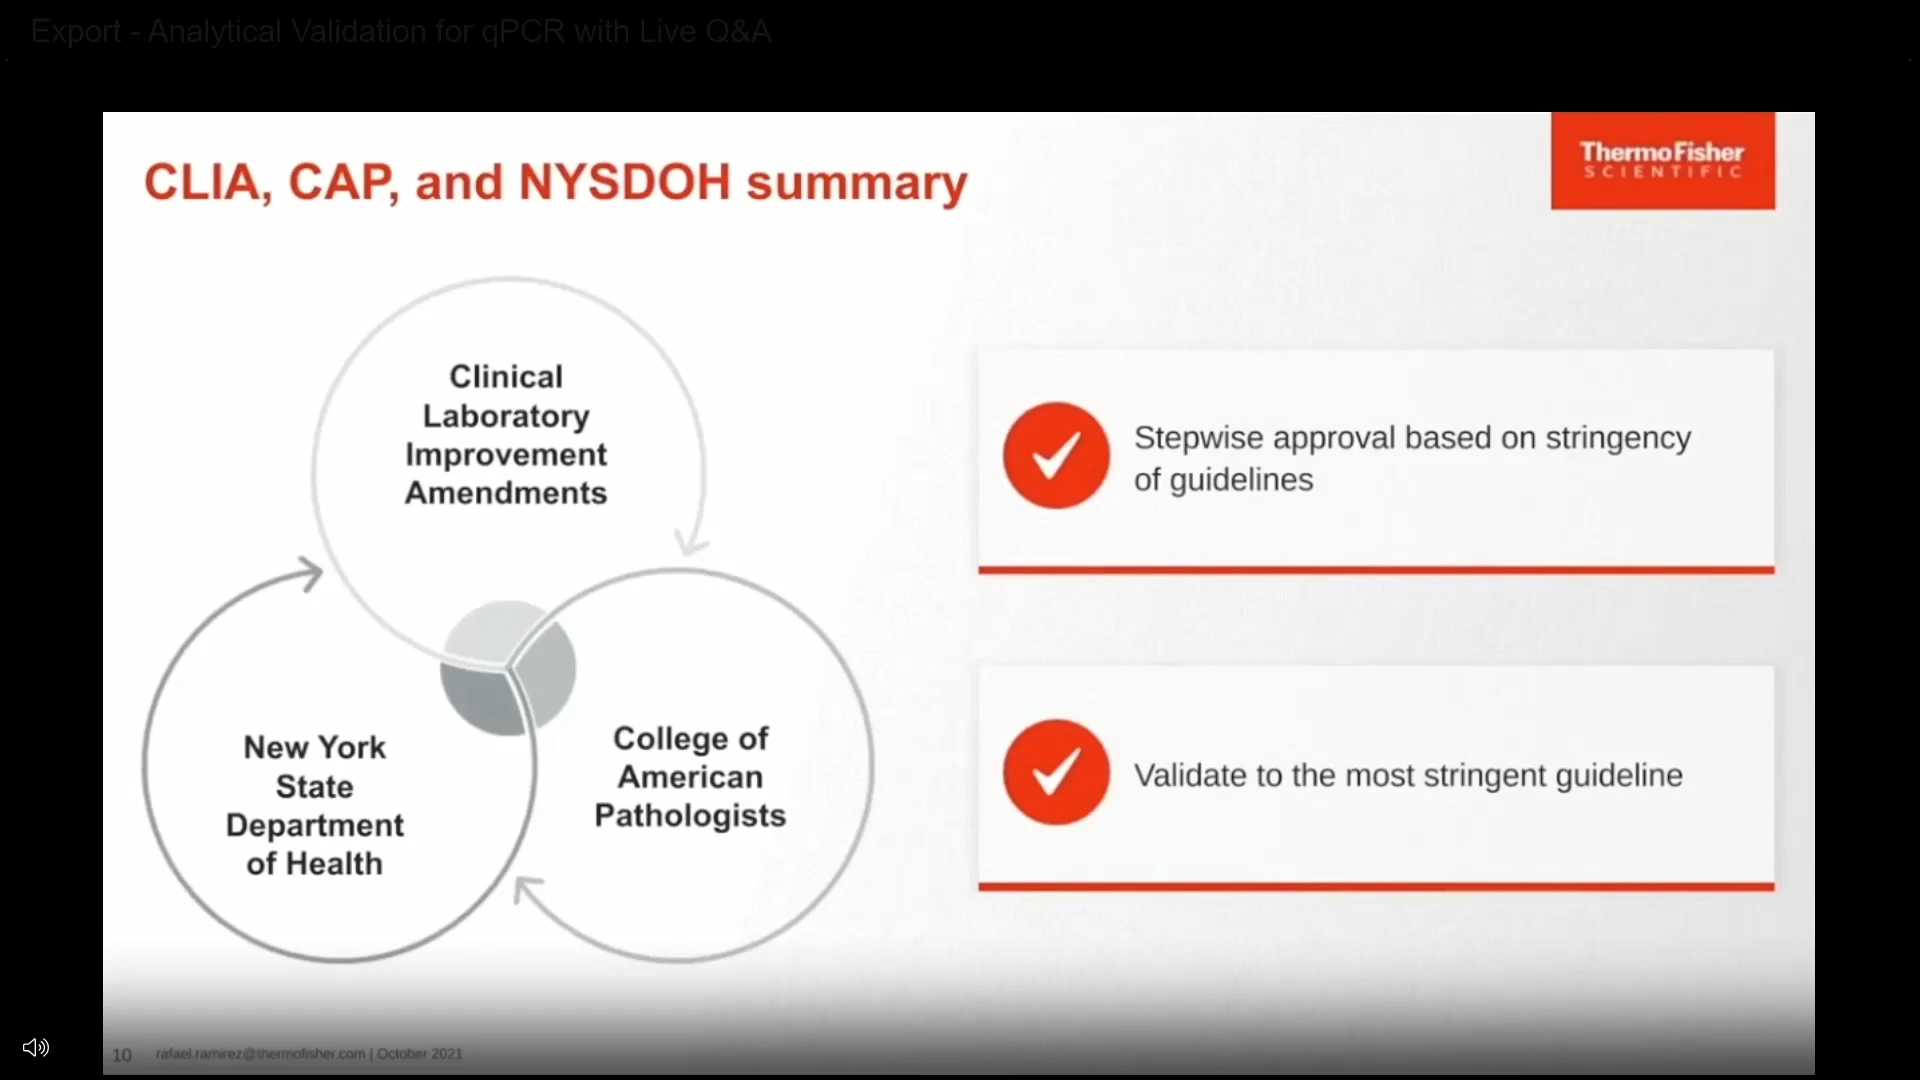 Export - Analytical Validation for qPCR with Live Q&A
CLIA, CAP, and NYSDOH summary
ThermoFisher
SCIENTIFIC
Clinical
Laboratory
Improvement
Amendments
New York
State
Department
of Health
College of
American
Pathologists
Stepwise approval based on stringency
of guidelines
Validate to the most stringent guideline
10 rafael.ramirez@thermofisher.com | October 2021